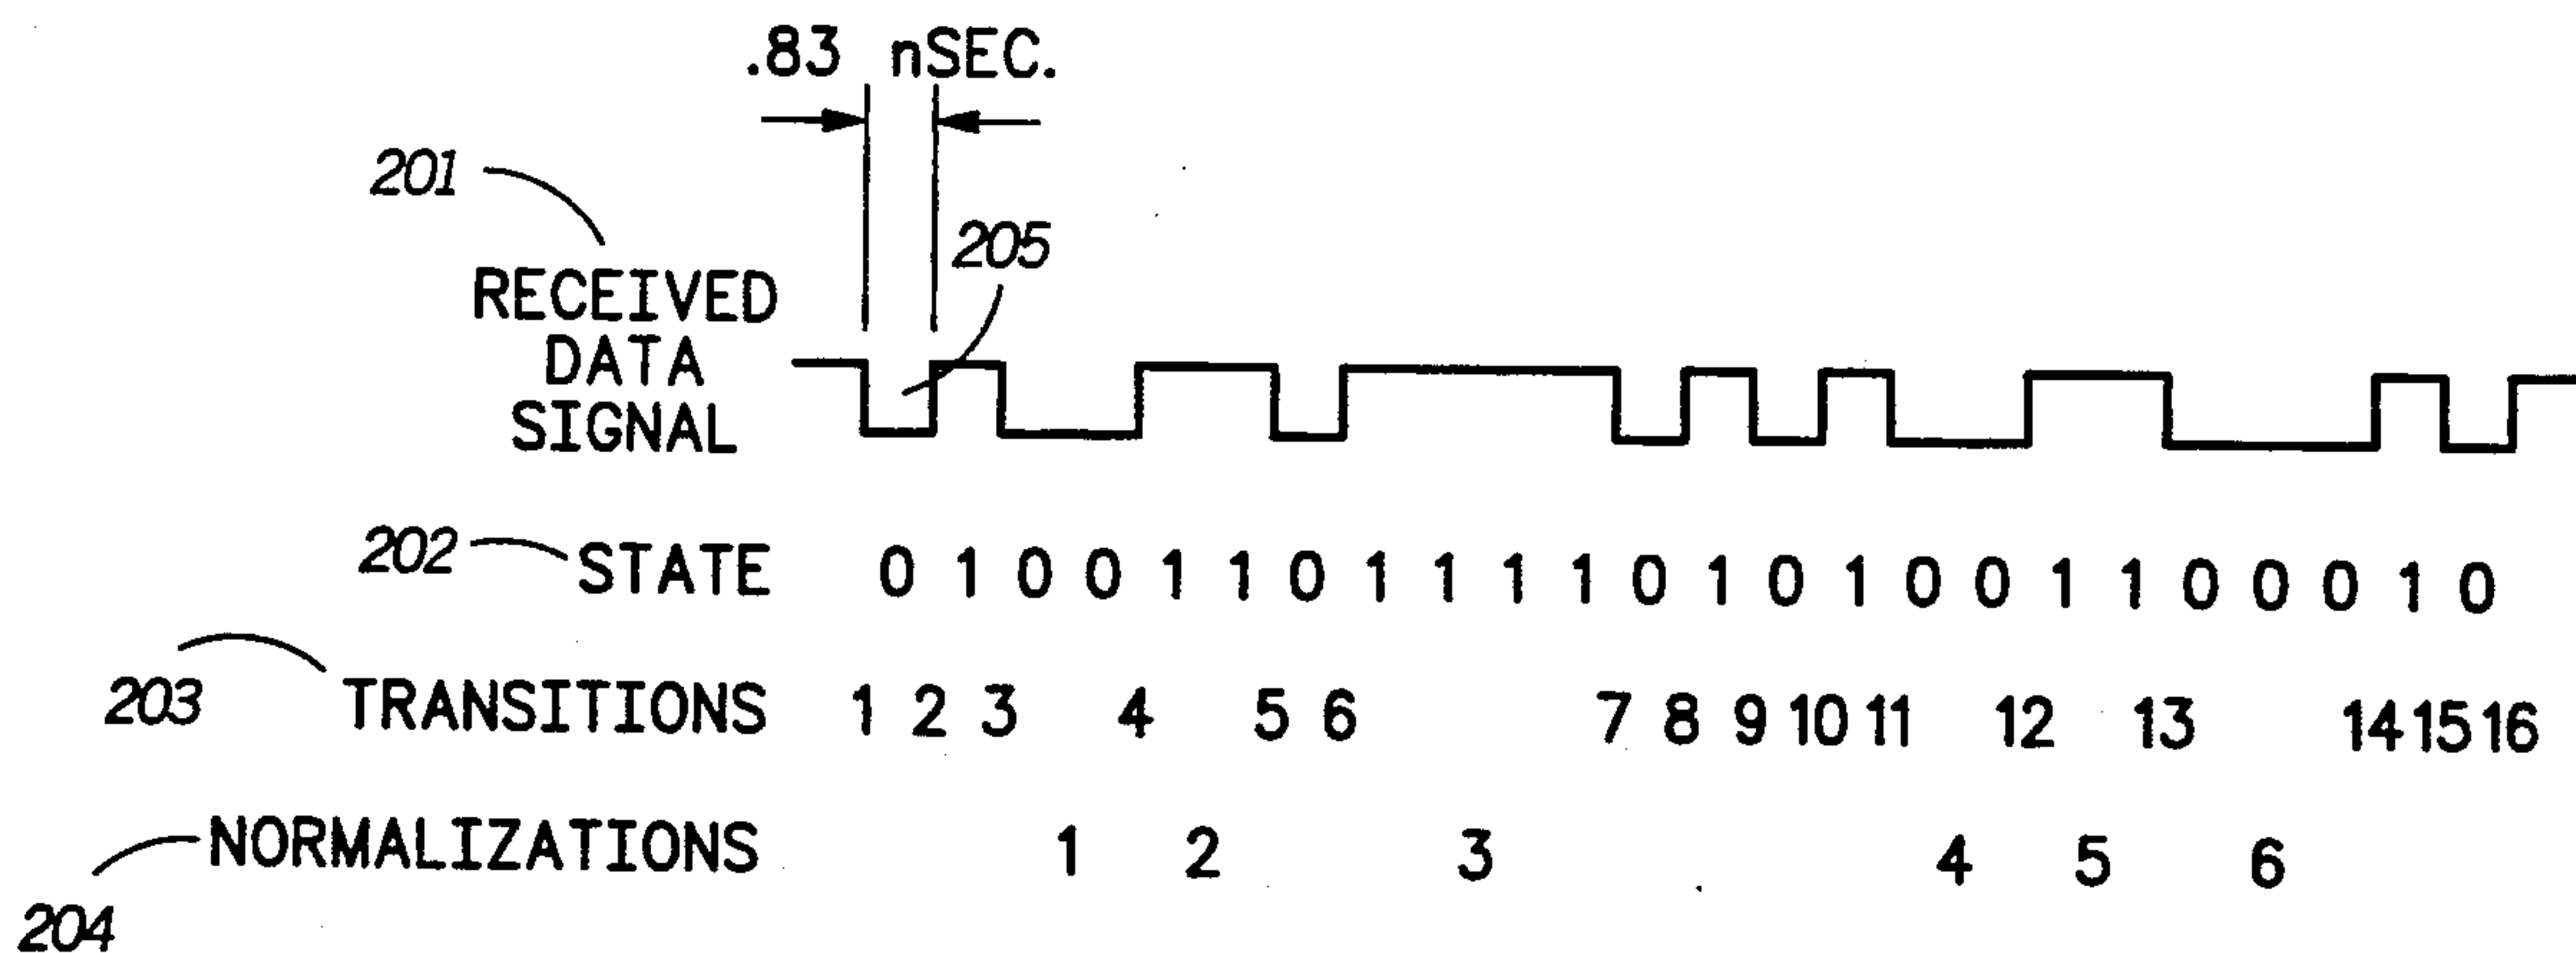 .83 nSEC.
201
205
RECEIVED
DATA
SIGNAL
202 STATE 0 1 0 0 1 1 0 1 1 1 1 0 1 0 1 0 0 1 1 0 0 0 1 0
203 TRANSITIONS 1 2 3 4 5 6 7 8 9 10 11 12 13 14 15 16
NORMALIZATIONS 1 2 3 4 5 6
204